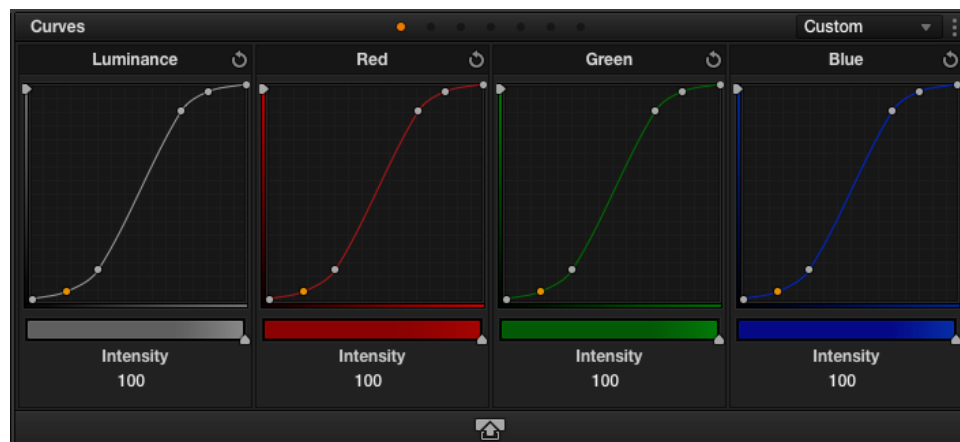 Curves Custom
Luminance Red Green Blue
Intensity Intensity Intensity Intensity
100 100 100 100